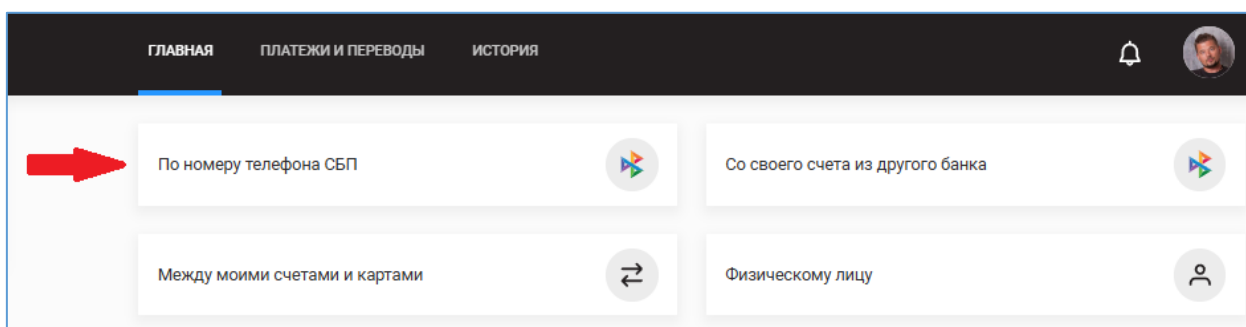 ГЛАВНАЯ ПЛАТЕЖИ И ПЕРЕВОДЫ ИСТОРИЯ
По номеру телефона СБП Со своего счета из другого банка
Между моими счетами и картами Физическому лицу